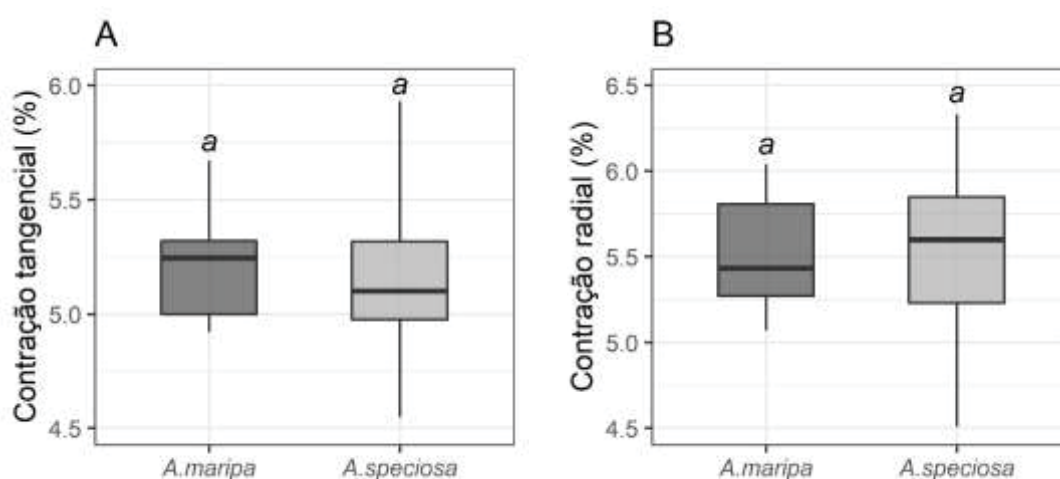 A
Contração tangencial (%)
6.0
5.5
5.0
4.5
a
a
A.maripa
A.speciosa
B
Contração radial (%)
6.5
6.0
5.5
5.0
4.5
a
a
A.maripa
A.speciosa